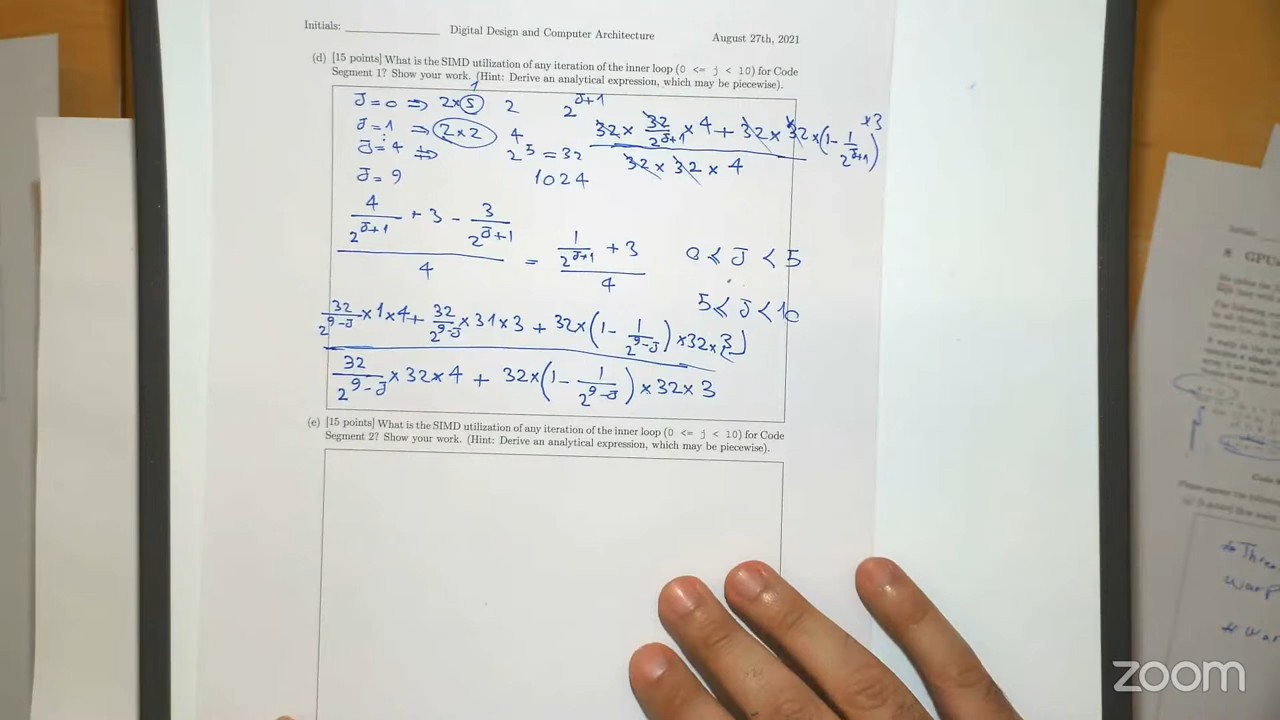 Initials: Digital Design and Computer Architecture August 27th, 2021
(d) [15 points] What is the SIMD utilization of any iteration of the inner loop (0 <= j < 10) for Code
Segment 1? Show your work. (Hint: Derive an analytical expression, which may be piecewise).
J=0 ⇒ 2×5 2 2^(J+1)
J=1 ⇒ 2×2 4
J=4 ⇒ 2^5 = 32
J=9 1024
32 × 32/2^(J+1) × 4 + 32 × 32 × (1 - 1/2^(J+1)) ×3
32 × 32 × 4
4/2^(J+1) + 3 - 3/2^(J+1)
4
= 1/2^(J+1) + 3
4
0 < J < 5
5 < J < 10
32/2^(9-J) × 1 × 4 + 32/2^(9-J) × 31 × 3 + 32 × (1 - 1/2^(9-J)) × 32 × 3
32/2^(9-J) × 32 × 4 + 32 × (1 - 1/2^(9-J)) × 32 × 3
(e) [15 points] What is the SIMD utilization of any iteration of the inner loop (0 <= j < 10) for Code
Segment 2? Show your work. (Hint: Derive an analytical expression, which may be piecewise).
8 GPU
zoom